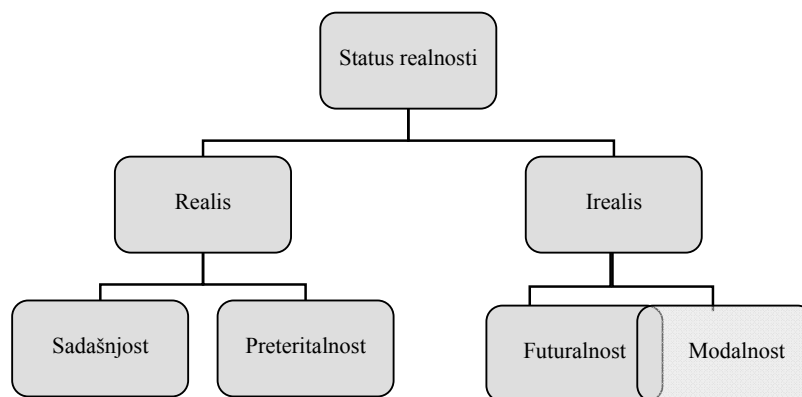 Status realnosti
Realis
Irealis
Sadašnjost
Preteritalnost
Futuralnost
Modalnost